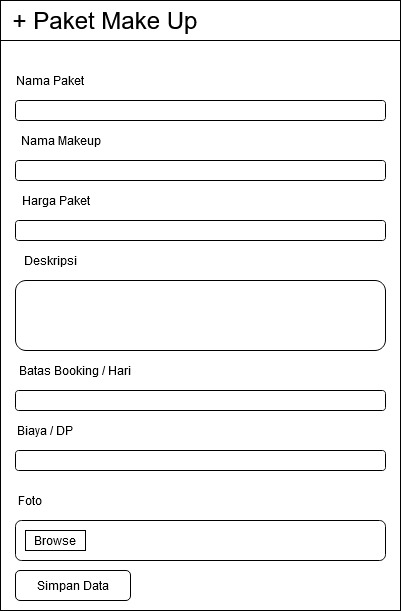 + Paket Make Up
Nama Paket
Nama Makeup
Harga Paket
Deskripsi
Batas Booking / Hari
Biaya / DP
Foto
Browse
Simpan Data